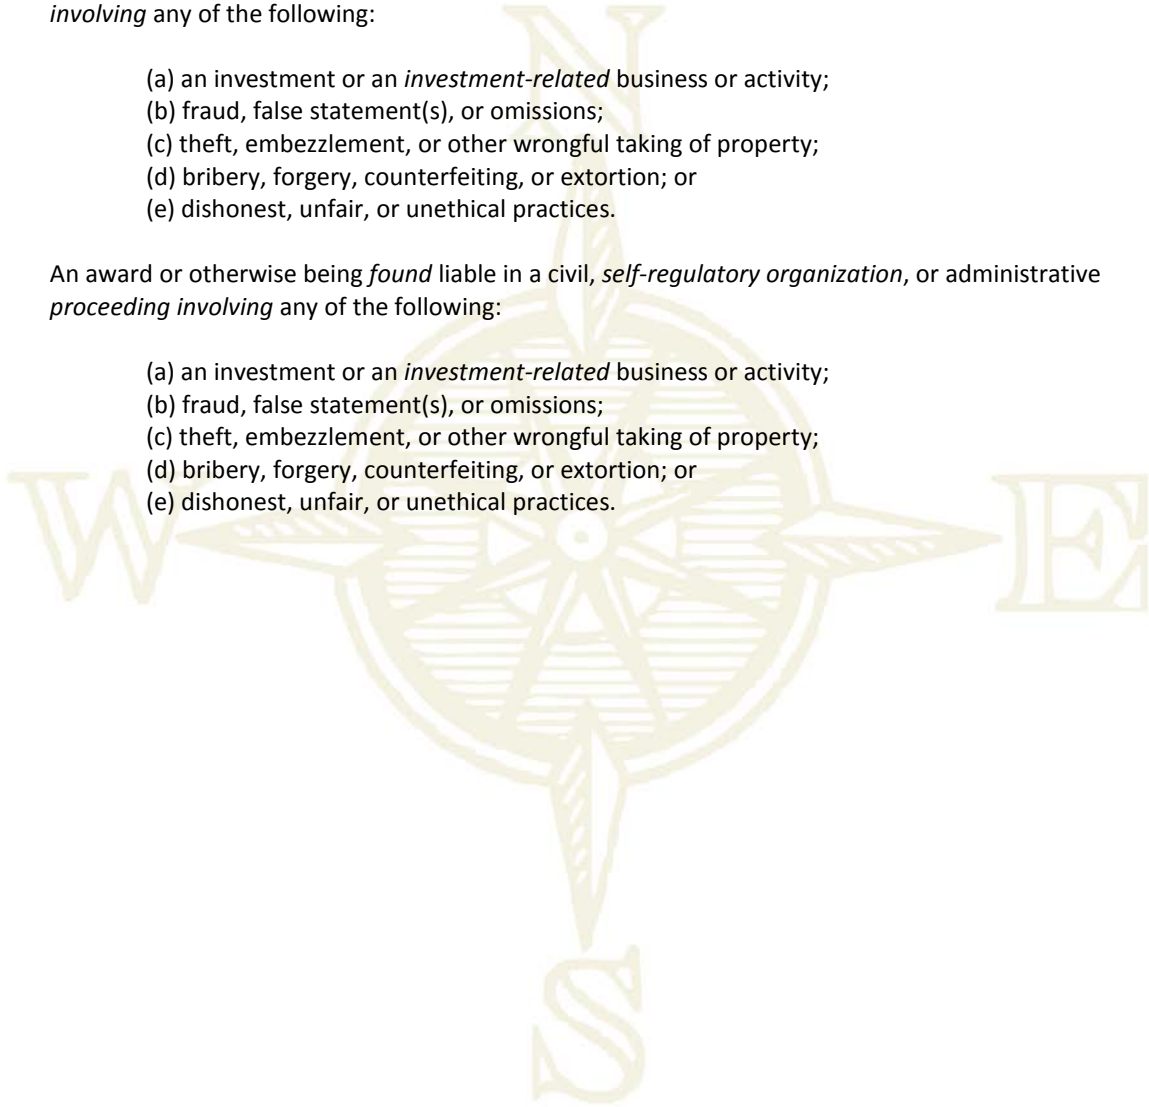 involving any of the following:
(a) an investment or an investment-related business or activity;
(b) fraud, false statement(s), or omissions;
(c) theft, embezzlement, or other wrongful taking of property;
(d) bribery, forgery, counterfeiting, or extortion; or
(e) dishonest, unfair, or unethical practices.
An award or otherwise being found liable in a civil, self-regulatory organization, or administrative
proceeding involving any of the following:
(a) an investment or an investment-related business or activity;
(b) fraud, false statement(s), or omissions;
(c) theft, embezzlement, or other wrongful taking of property;
(d) bribery, forgery, counterfeiting, or extortion; or
(e) dishonest, unfair, or unethical practices.
N
W E
S